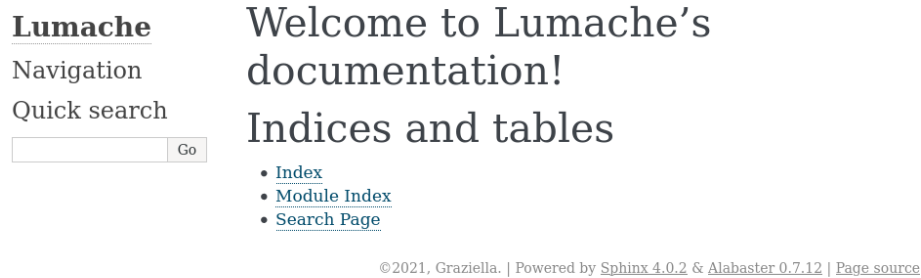 Lumache
Navigation
Quick search
Go
Welcome to Lumache’s
documentation!
Indices and tables
• Index
• Module Index
• Search Page
©2021, Graziella. | Powered by Sphinx 4.0.2 & Alabaster 0.7.12 | Page source